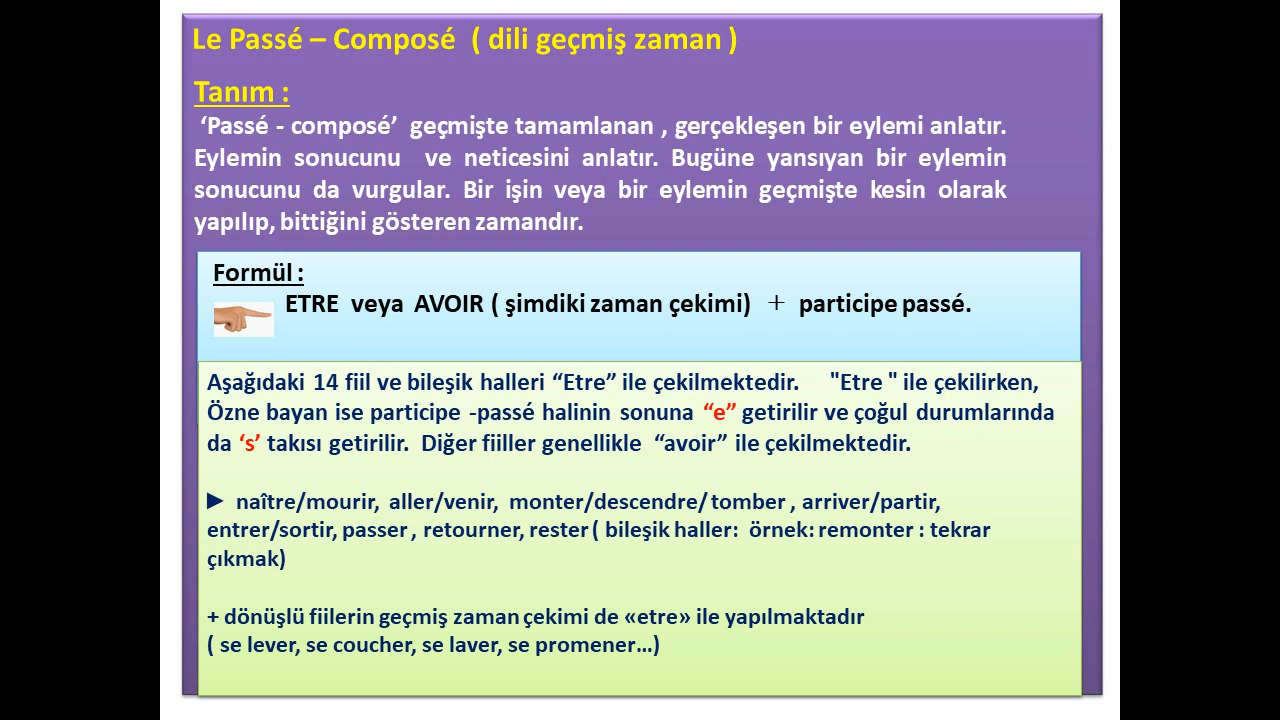 Le Passé – Composé ( dili geçmiş zaman )
Tanım :
‘Passé - composé’ geçmişte tamamlanan , gerçekleşen bir eylemi anlatır.
Eylemin sonucunu ve neticesini anlatır. Bugüne yansıyan bir eylemin
sonucunu da vurgular. Bir işin veya bir eylemin geçmişte kesin olarak
yapılıp, bittiğini gösteren zamandır.
Formül :
ETRE veya AVOIR ( şimdiki zaman çekimi) + participe passé.
Aşağıdaki 14 fiil ve bileşik halleri “Etre” ile çekilmektedir. "Etre " ile çekilirken,
Özne bayan ise participe -passé halinin sonuna “e” getirilir ve çoğul durumlarında
da ‘s’ takısı getirilir. Diğer fiiller genellikle “avoir” ile çekilmektedir.
► naître/mourir, aller/venir, monter/descendre/ tomber , arriver/partir,
entrer/sortir, passer , retourner, rester ( bileşik haller: örnek: remonter : tekrar
çıkmak)
+ dönüşlü fiilerin geçmiş zaman çekimi de «etre» ile yapılmaktadır
( se lever, se coucher, se laver, se promener…)